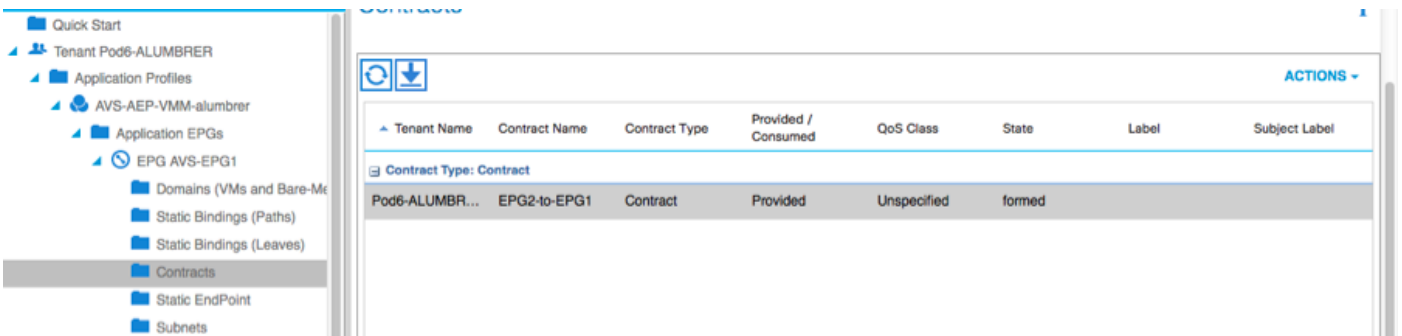 Quick Start
Tenant Pod6-ALUMBRER
Application Profiles
AVS-AEP-VMM-alumbrer
Application EPGs
EPG AVS-EPG1
Domains (VMs and Bare-Me
Static Bindings (Paths)
Static Bindings (Leaves)
Contracts
Static EndPoint
Subnets
Contracts
ACTIONS
Tenant Name Contract Name Contract Type Provided / Consumed QoS Class State Label Subject Label
Contract Type: Contract
Pod6-ALUMBR... EPG2-to-EPG1 Contract Provided Unspecified formed